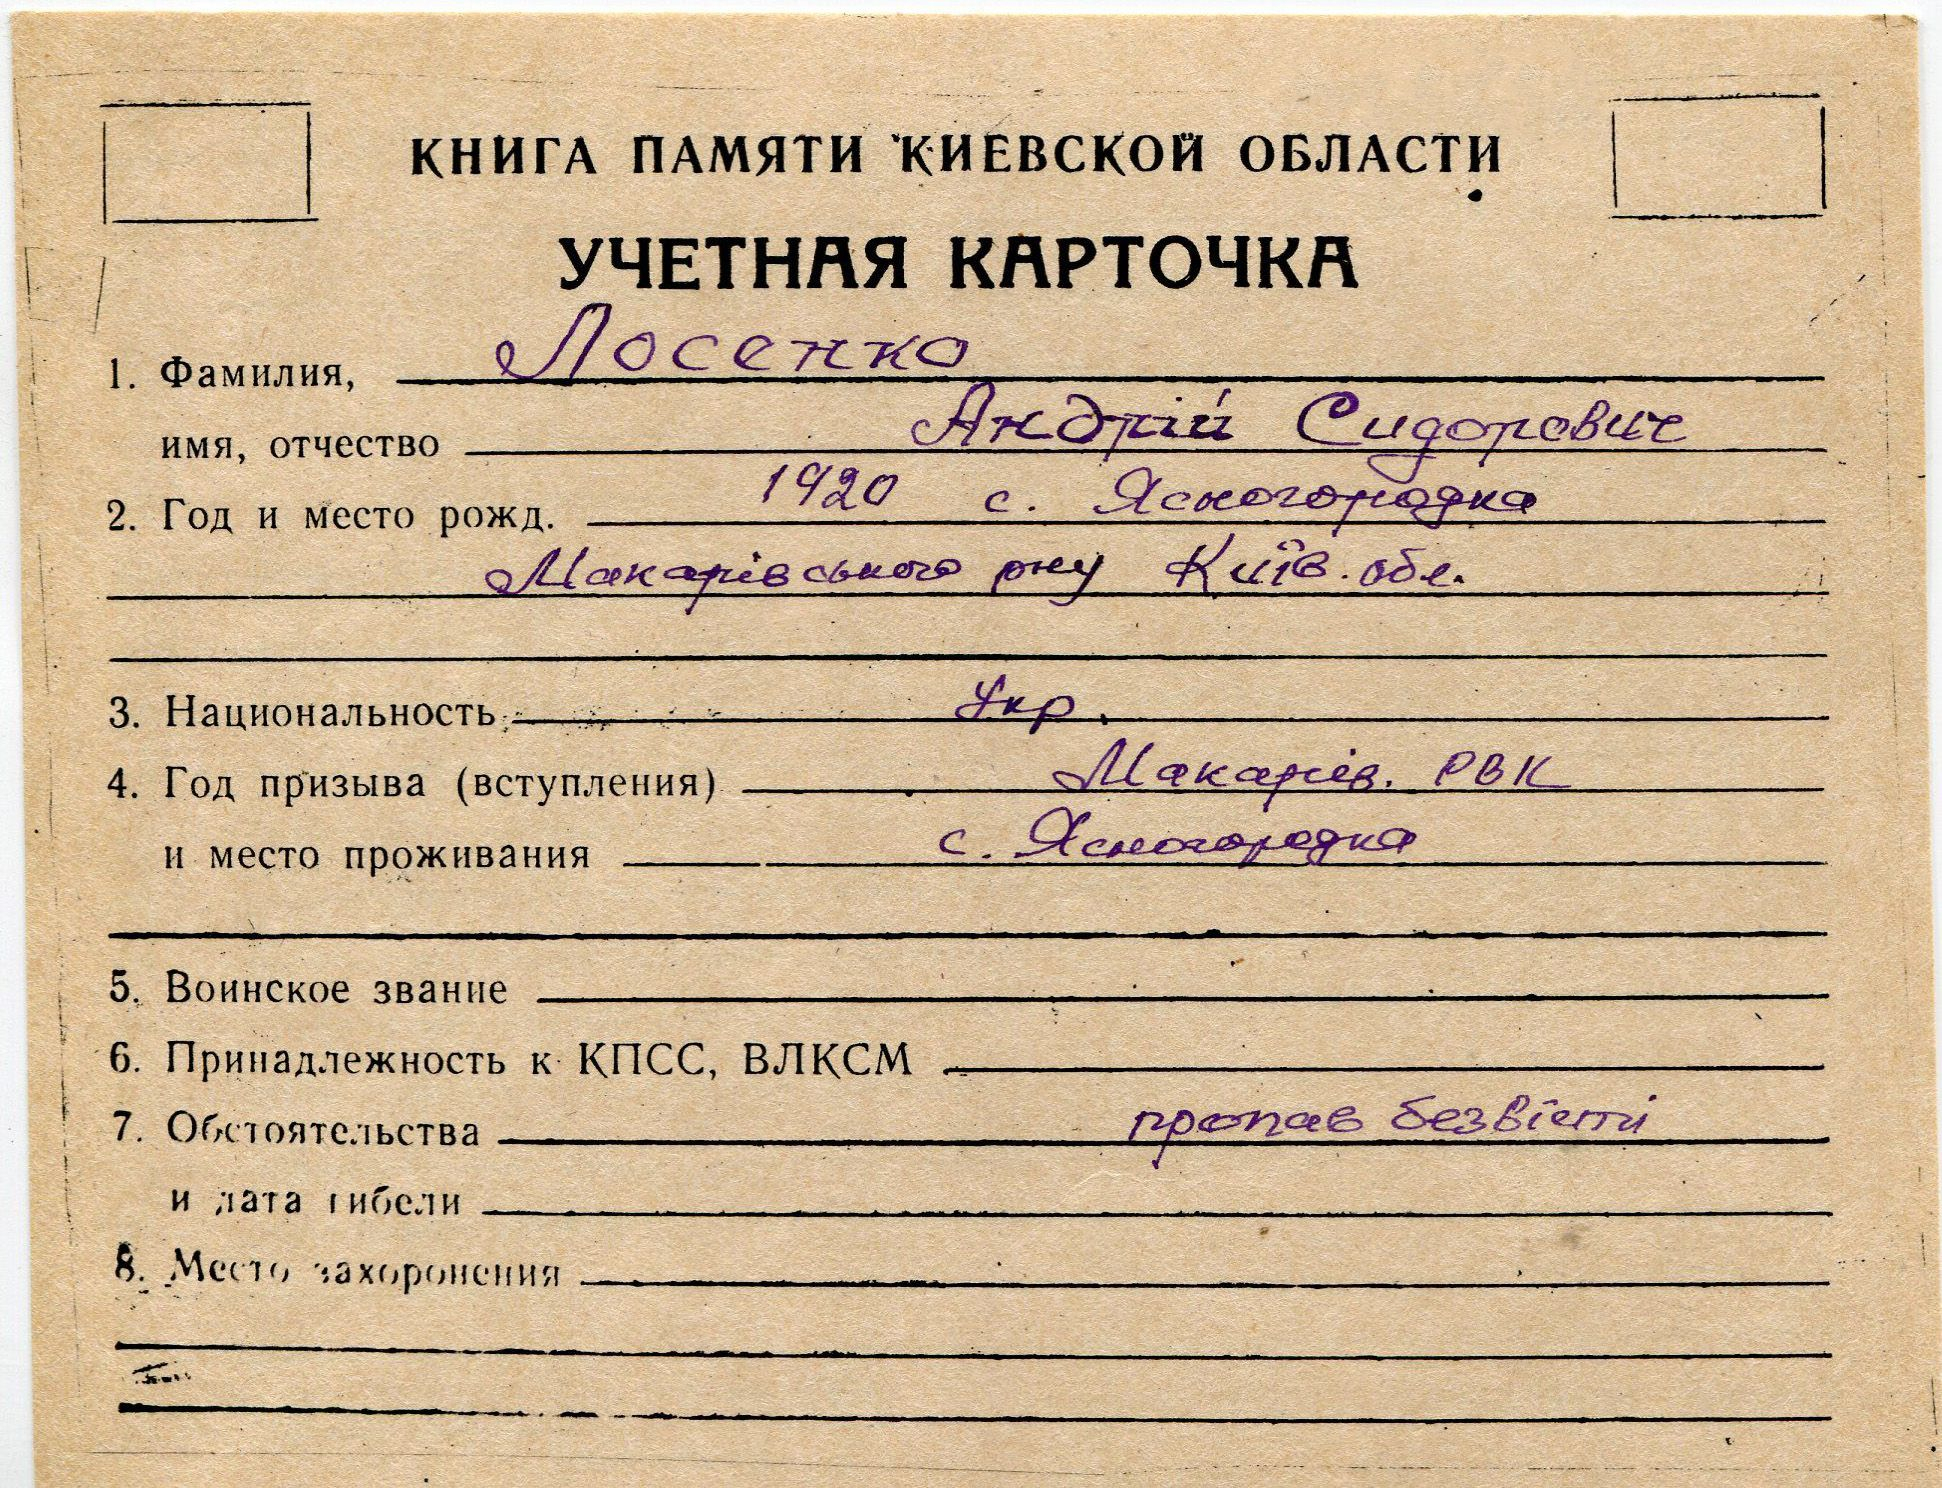 КНИГА ПАМЯТИ КИЕВСКОЙ ОБЛАСТИ
УЧЕТНАЯ КАРТОЧКА
1. Фамилия, Лосенко
имя, отчество Андрій Сидорович
2. Год и место рожд. 1920 с. Ясногородка
Макарівського рну Київ. обл.
3. Национальность Укр.
4. Год призыва (вступления) Макарів. РВК
и место проживания с. Ясногородка
5. Воинское звание
6. Принадлежность к КПСС, ВЛКСМ
7. Обстоятельства пропав безвісти
и дата гибели
8. Место захоронения